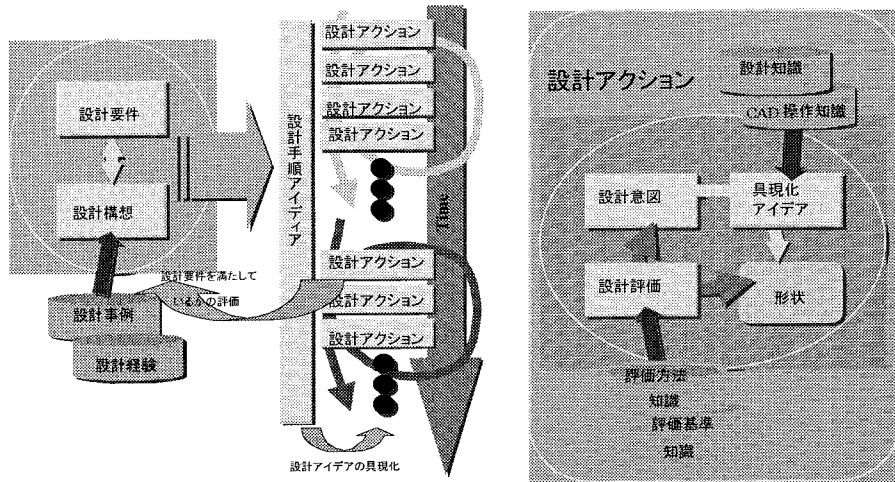 設計要件
設計構想
設計事例
設計経験
設計手順アイディア
設計アクション
設計アクション
設計アクション
設計アクション
Time
設計アクション
設計アクション
設計アクション
設計要件を満たして
いるかの評価
設計アイデアの具現化
設計アクション
設計知識
CAD 操作知識
設計意図
具現化
アイデア
設計評価
形状
評価方法
知識
評価基準
知識